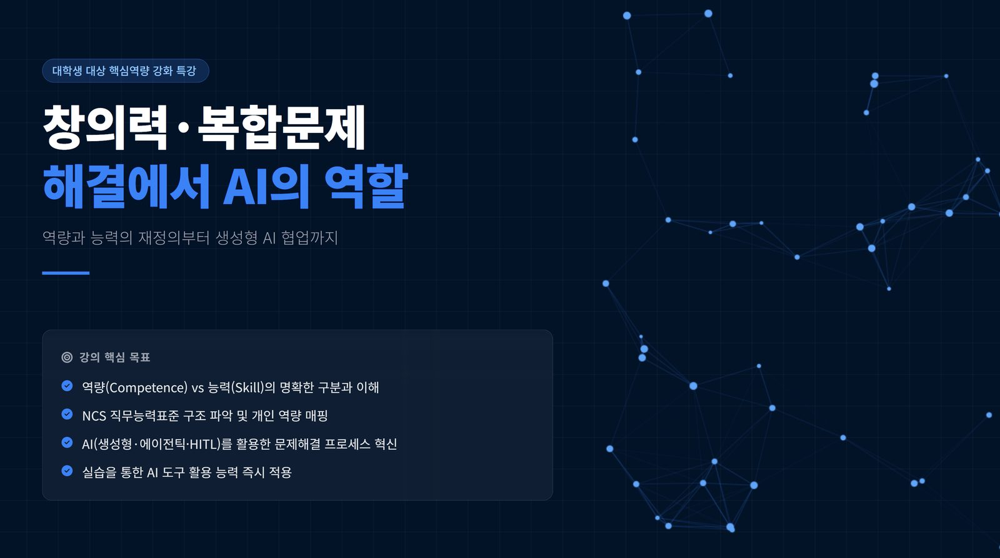 대학생 대상 핵심역량 강화 특강
창의력·복합문제
해결에서 AI의 역할
역량과 능력의 재정의부터 생성형 AI 협업까지
강의 핵심 목표
역량(Competence) vs 능력(Skill)의 명확한 구분과 이해
NCS 직무능력표준 구조 파악 및 개인 역량 매핑
AI(생성형·에이전틱·HITL)를 활용한 문제해결 프로세스 혁신
실습을 통한 AI 도구 활용 능력 즉시 적용